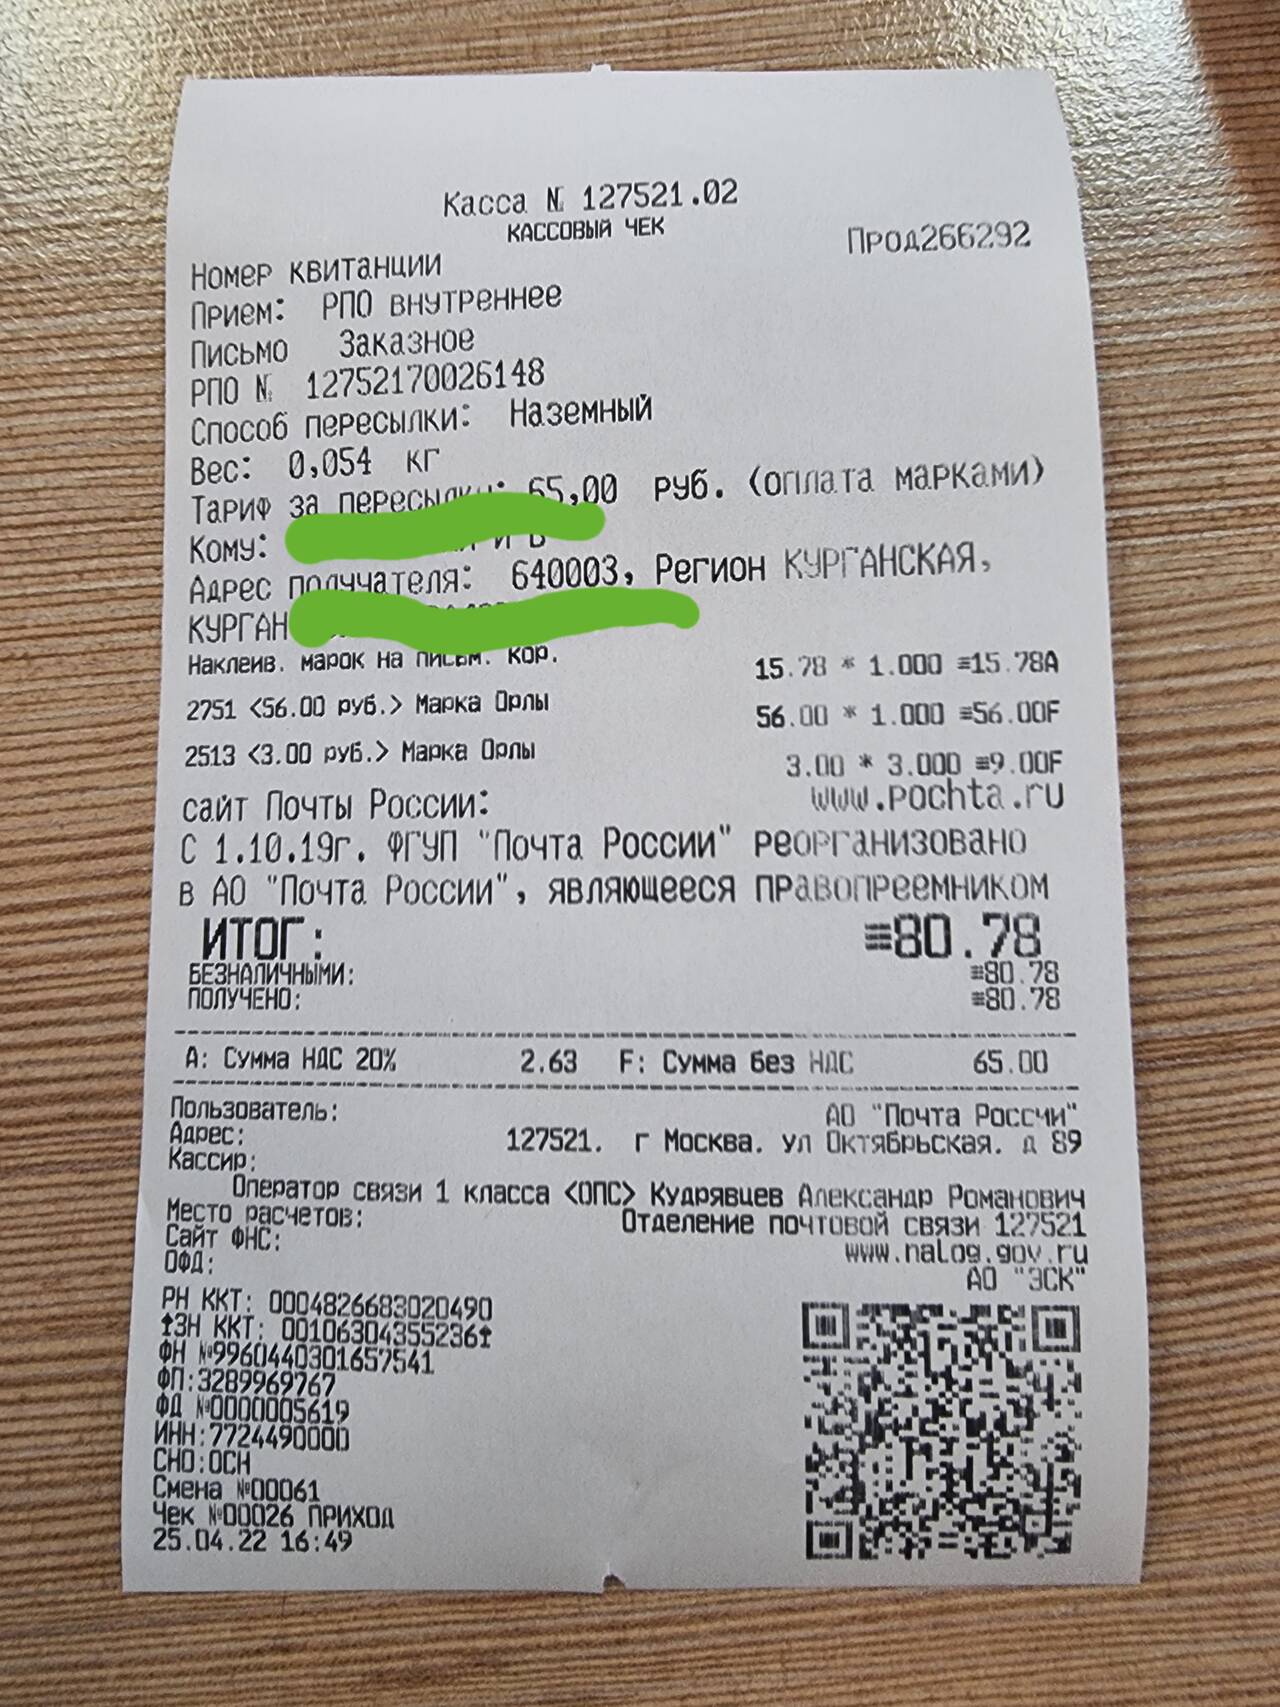 Касса № 127521.02
КАССОВЫЙ ЧЕК
Прод266292
Номер квитанции
Прием: РПО внутреннее
Письмо Заказное
РПО № 12752170026148
Способ пересылки: Наземный
Вес: 0,054 кг
Тариф за пересылку: 65,00 руб. (оплата марками)
Кому:
Адрес получателя: 640003, Регион КУРГАНСКАЯ,
КУРГАН
Наклеив. марок на письм. кор.
15.78 * 1.000 ≡15.78А
2751 <56.00 руб.> Марка Орлы
56.00 * 1.000 ≡56.00F
2513 <3.00 руб.> Марка Орлы
3.00 * 3.000 ≡9.00F
сайт Почты России: www.pochta.ru
С 1.10.19г. ФГУП "Почта России" реорганизовано
в АО "Почта России", являющееся правопреемником
ИТОГ: ≡80.78
БЕЗНАЛИЧНЫМИ: ≡80.78
ПОЛУЧЕНО: ≡80.78
А: Сумма НДС 20% 2.63 F: Сумма без НДС 65.00
Пользователь: АО "Почта России"
Адрес: 127521. г Москва. ул Октябрьская. д 89
Кассир:
Оператор связи 1 класса <ОПС> Кудрявцев Александр Романович
Место расчетов: Отделение почтовой связи 127521
Сайт ФНС: www.nalog.gov.ru
ОФД: АО "ЭСК"
РН ККТ: 0004826683020490
↑ЗН ККТ: 00106304355236↑
ФН №9960440301657541
ФП:3289969767
ФД №0000005619
ИНН:7724490000
СНО:ОСН
Смена №00061
Чек №00026 ПРИХОД
25.04.22 16:49